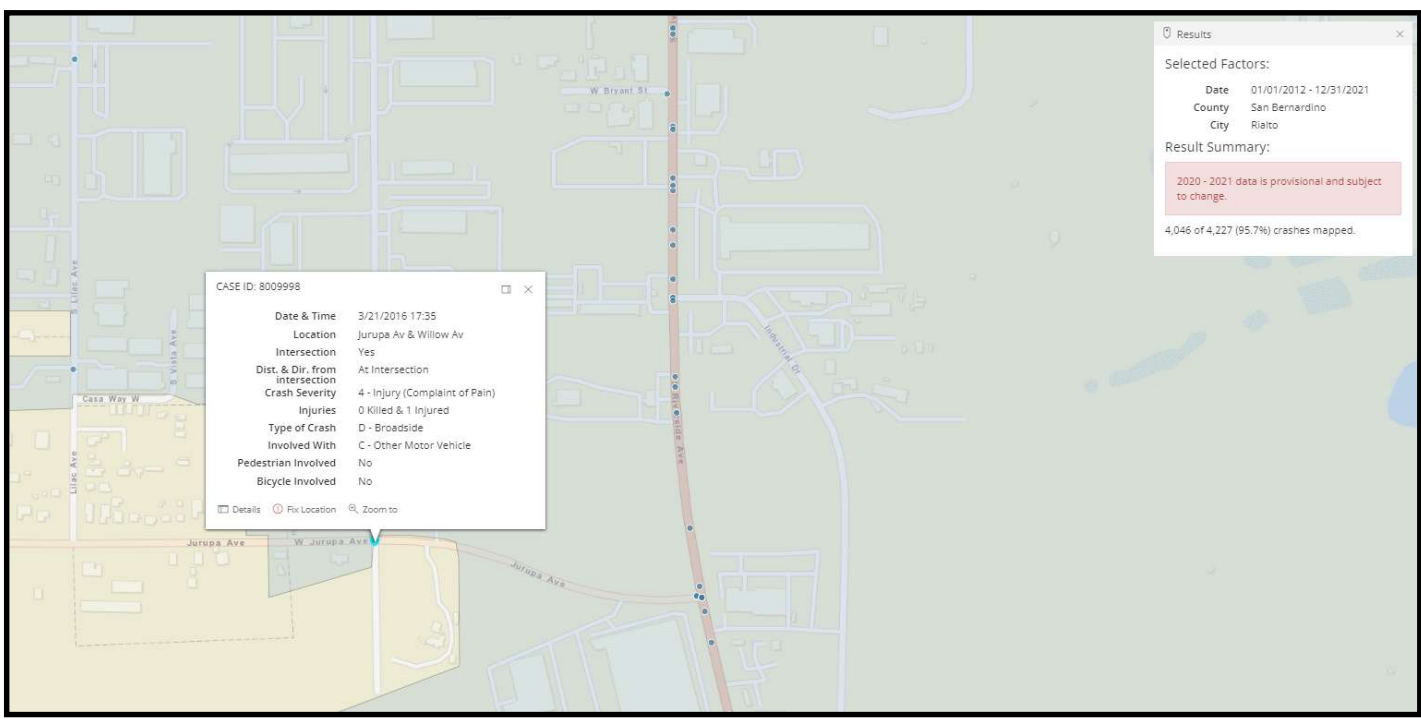 Results
Selected Factors:
Date 01/01/2012 - 12/31/2021
County San Bernardino
City Rialto
Result Summary:
2020 - 2021 data is provisional and subject
to change.
4,046 of 4,227 (95.7%) crashes mapped.
W Bryant St
S Lilac Ave
S Vista Ave
Casa Way W
Lilac Ave
Industrial Dr
Riverside Ave
CASE ID: 8009998
Date & Time 3/21/2016 17:35
Location Jurupa Av & Willow Av
Intersection Yes
Dist. & Dir. from
intersection
At Intersection
Crash Severity 4 - Injury (Complaint of Pain)
Injuries 0 Killed & 1 Injured
Type of Crash D - Broadside
Involved With C - Other Motor Vehicle
Pedestrian Involved No
Bicycle Involved No
Details Fix Location Zoom to
Jurupa Ave
W Jurupa Ave
Jurupa Ave